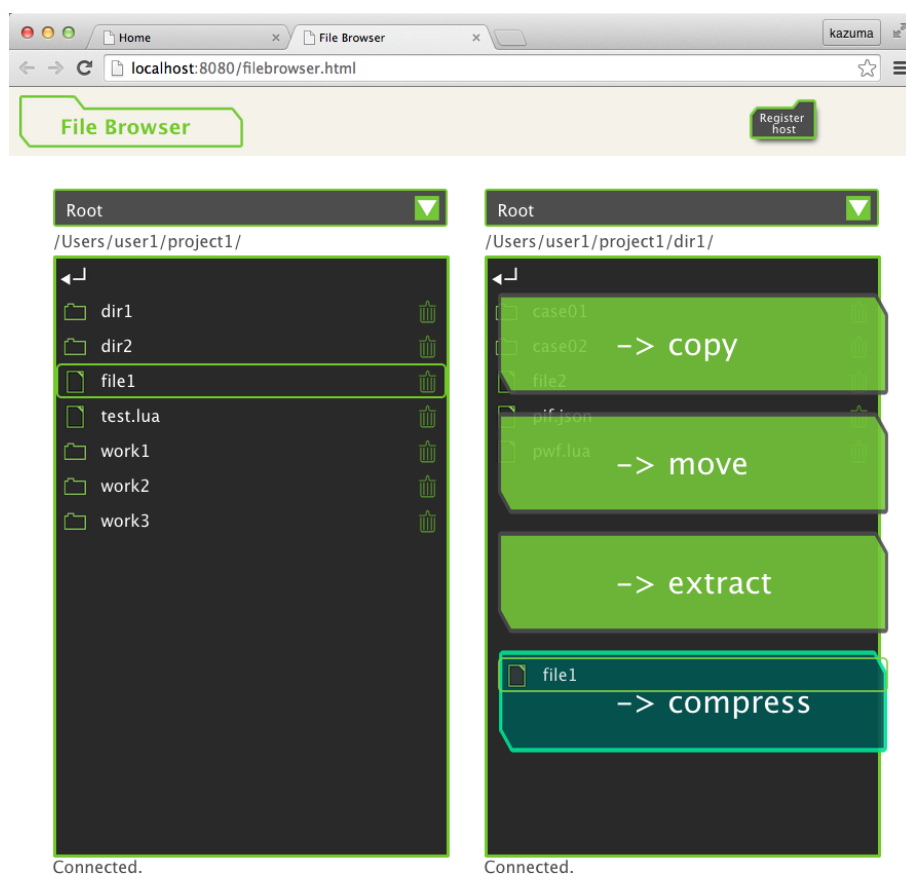 Home
File Browser
kazuma
localhost:8080/filebrowser.html
File Browser
Register
host
Root
/Users/user1/project1/
dir1
dir2
file1
test.lua
work1
work2
work3
Connected.
Root
/Users/user1/project1/dir1/
case01
case02
-> copy
file2
pif.json
pwf.lua
-> move
-> extract
file1
-> compress
Connected.